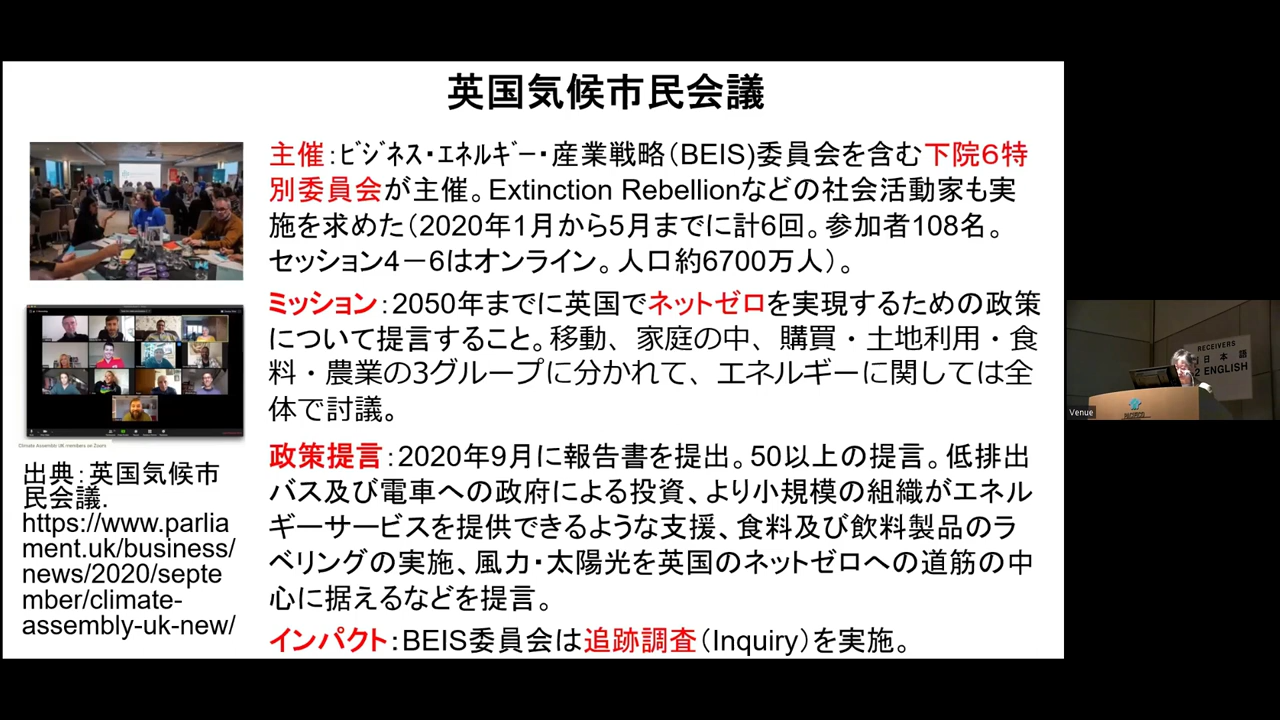 英国気候市民会議
主催：ﾋﾞｼﾞﾈｽ・ｴﾈﾙｷﾞｰ・産業戦略（BEIS)委員会を含む下院６特
別委員会が主催。Extinction Rebellionなどの社会活動家も実
施を求めた（2020年1月から5月までに計6回。参加者108名。
セッション4－6はオンライン。人口約6700万人）。
ミッション：2050年までに英国でネットゼロを実現するための政策
について提言すること。移動、家庭の中、購買・土地利用・食
料・農業の3グループに分かれて、エネルギーに関しては全
体で討議。
政策提言：2020年9月に報告書を提出。50以上の提言。低排出
バス及び電車への政府による投資、より小規模の組織がエネル
ギーサービスを提供できるような支援、食料及び飲料製品のラ
ベリングの実施、風力・太陽光を英国のネットゼロへの道筋の中
心に据えるなどを提言。
インパクト：BEIS委員会は追跡調査（Inquiry）を実施。
Climate Assembly UK members on Zoom
出典：英国気候市
民会議.
https://www.parlia
ment.uk/business/
news/2020/septe
mber/climate-
assembly-uk-new/
RECEIVERS
1 日本語
2 ENGLISH
Venue